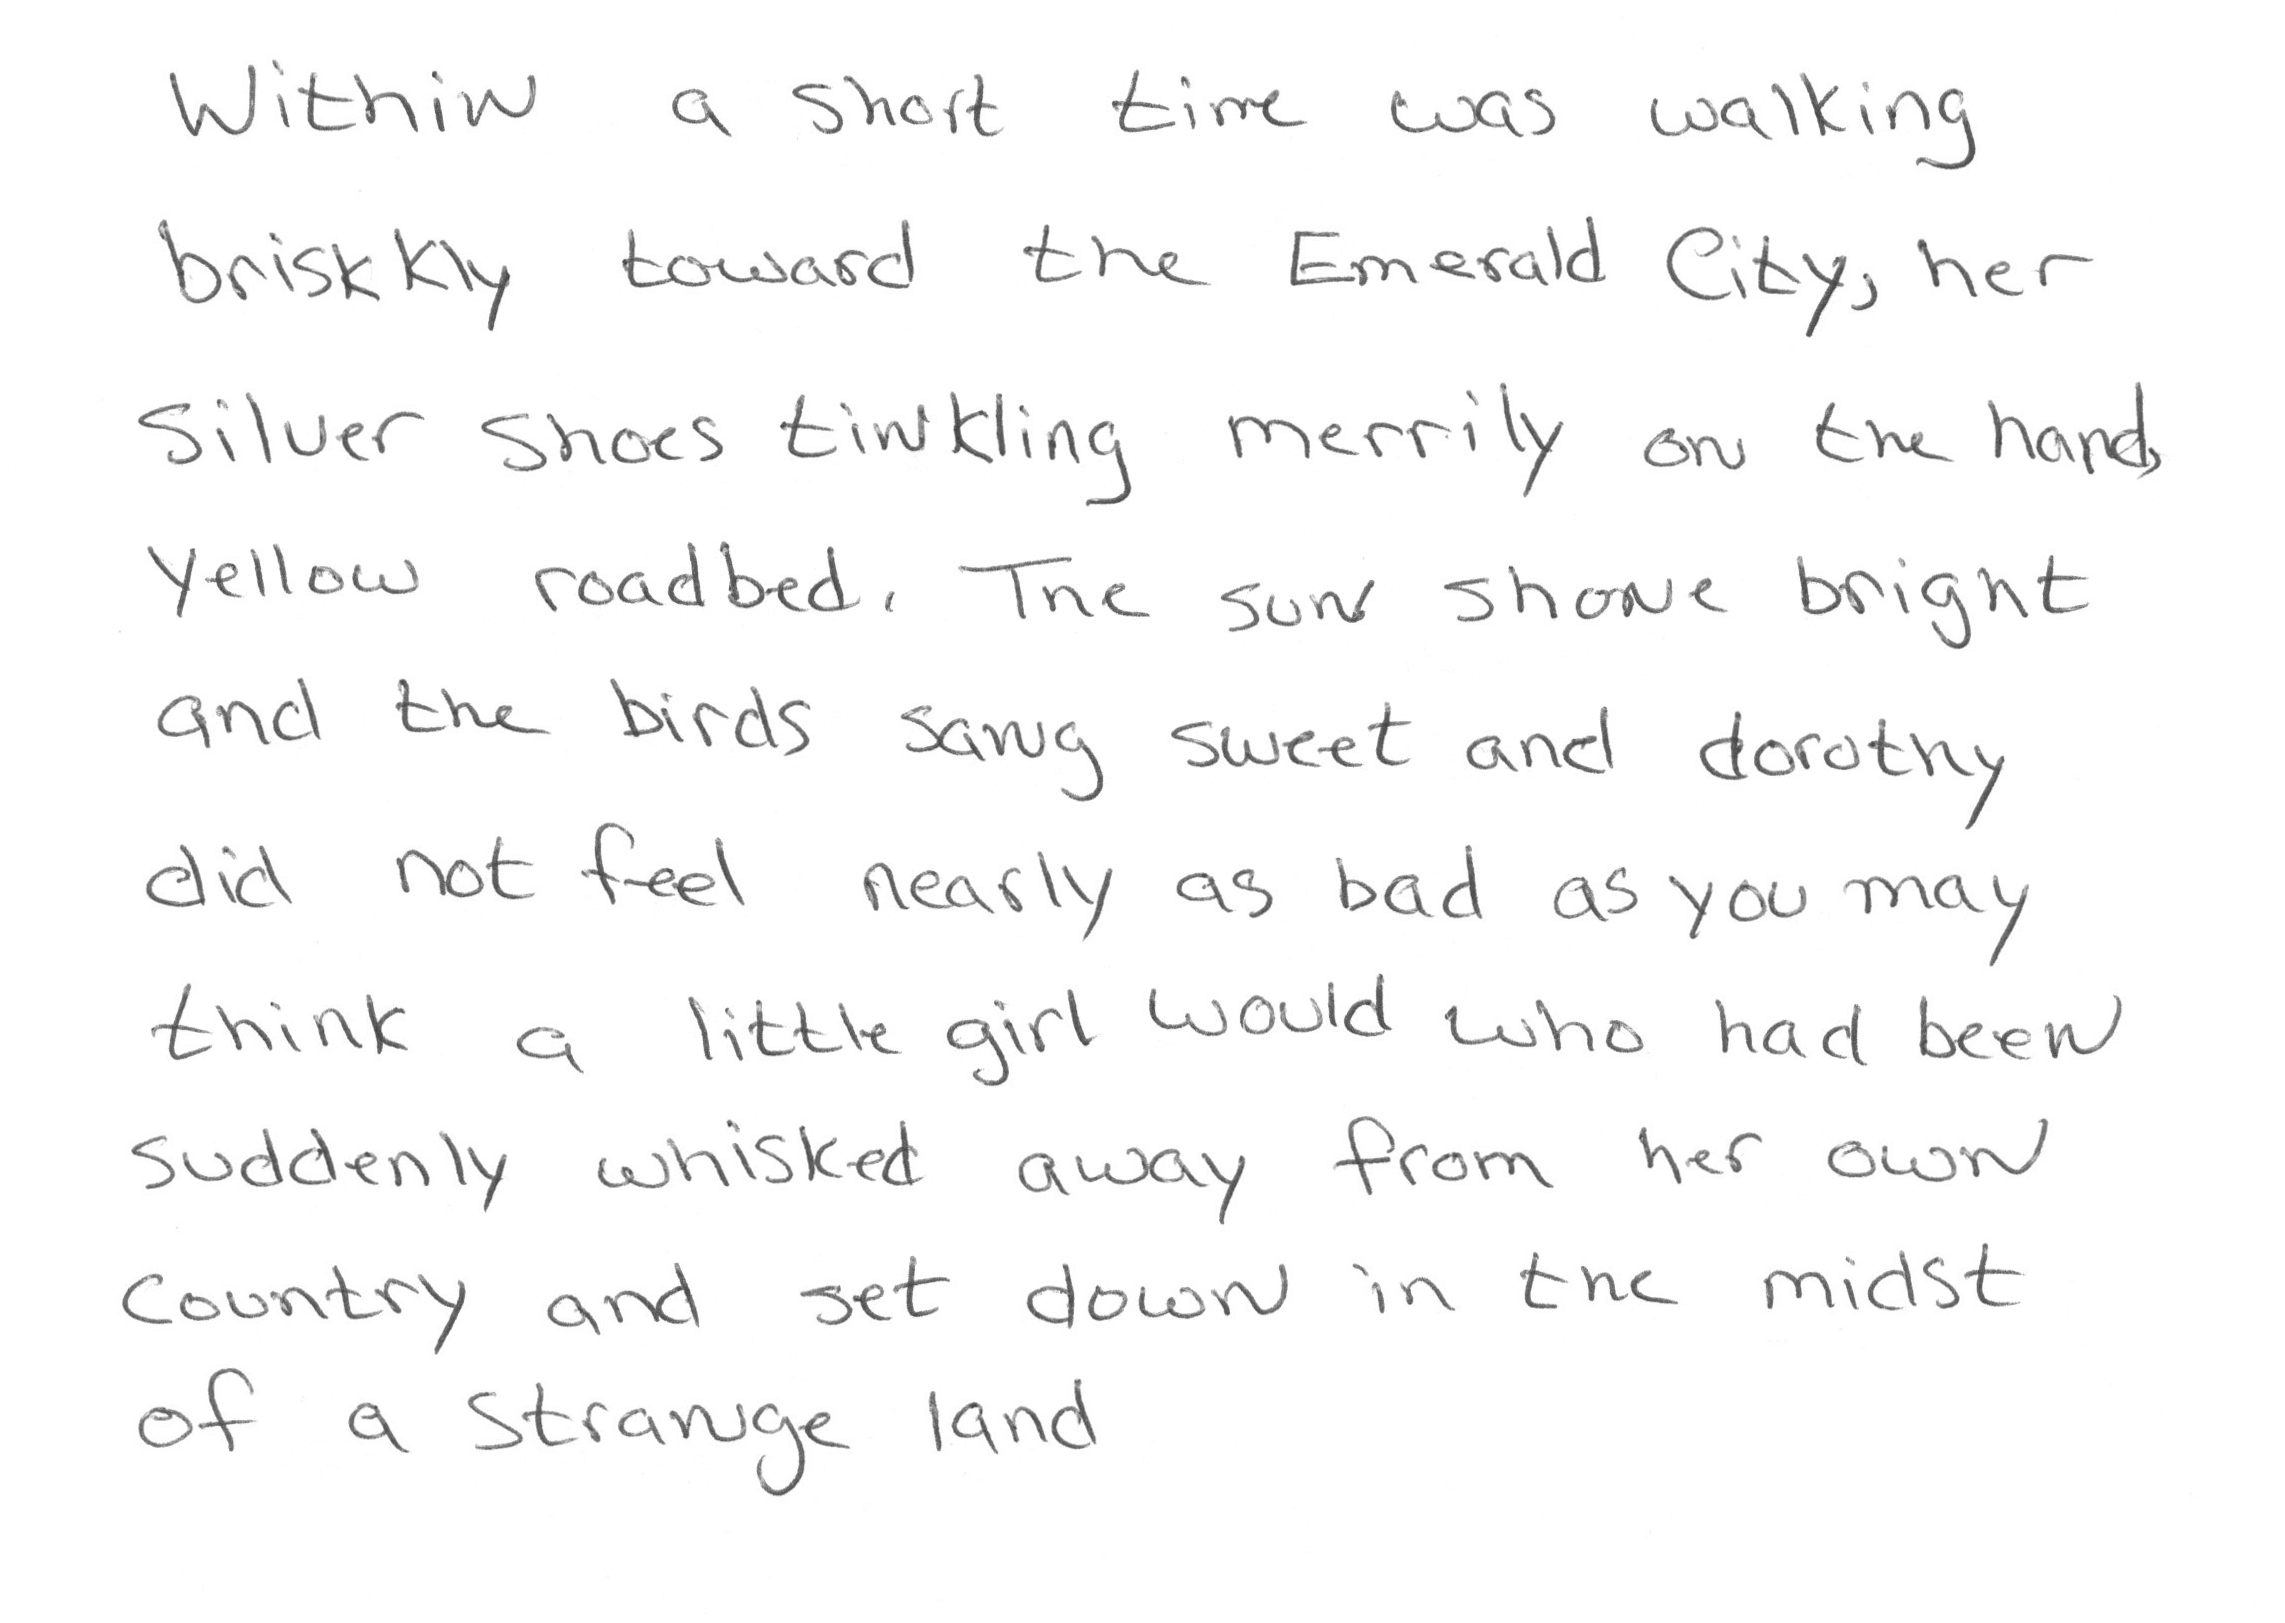 Within a short time was walking
briskkly toward the Emerald City, her
Silver Shoes tinkling merrily on the hand,
yellow roadbed. The sun shone bright
and the birds sang sweet and dorothy
did not feel nearly as bad as you may
think a little girl would who had been
suddenly whisked away from her own
country and set down in the midst
of a strange land